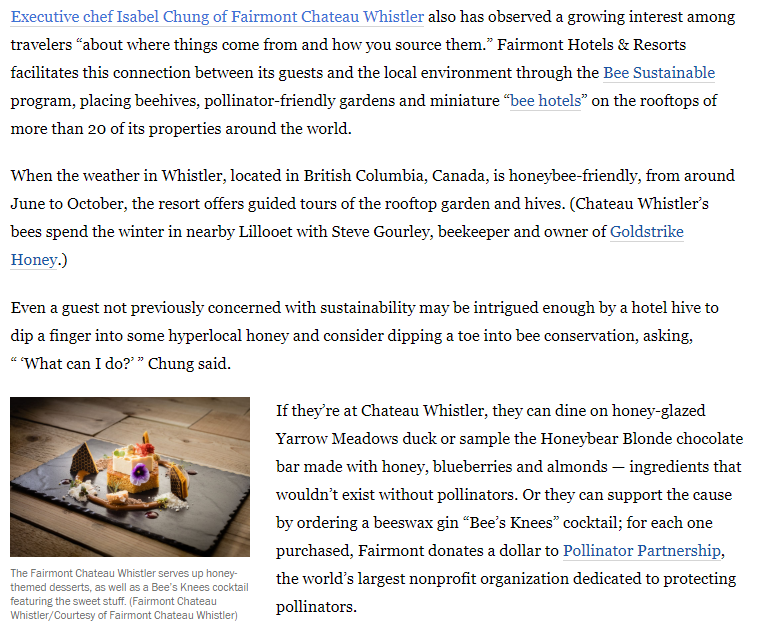 Executive chef Isabel Chung of Fairmont Chateau Whistler also has observed a growing interest among
travelers “about where things come from and how you source them.” Fairmont Hotels & Resorts
facilitates this connection between its guests and the local environment through the Bee Sustainable
program, placing beehives, pollinator-friendly gardens and miniature “bee hotels” on the rooftops of
more than 20 of its properties around the world.
When the weather in Whistler, located in British Columbia, Canada, is honeybee-friendly, from around
June to October, the resort offers guided tours of the rooftop garden and hives. (Chateau Whistler’s
bees spend the winter in nearby Lillooet with Steve Gourley, beekeeper and owner of Goldstrike
Honey.)
Even a guest not previously concerned with sustainability may be intrigued enough by a hotel hive to
dip a finger into some hyperlocal honey and consider dipping a toe into bee conservation, asking,
“ ‘What can I do?’ ” Chung said.
If they’re at Chateau Whistler, they can dine on honey-glazed
Yarrow Meadows duck or sample the Honeybear Blonde chocolate
bar made with honey, blueberries and almonds — ingredients that
wouldn’t exist without pollinators. Or they can support the cause
by ordering a beeswax gin “Bee’s Knees” cocktail; for each one
purchased, Fairmont donates a dollar to Pollinator Partnership,
the world’s largest nonprofit organization dedicated to protecting
pollinators.
The Fairmont Chateau Whistler serves up honey-
themed desserts, as well as a Bee’s Knees cocktail
featuring the sweet stuff. (Fairmont Chateau
Whistler/Courtesy of Fairmont Chateau Whistler)